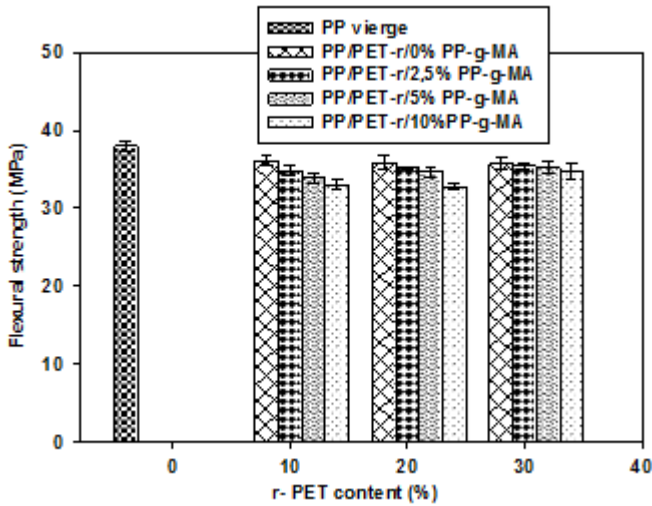 PP vierge
PP/PET-r/0% PP-g-MA
PP/PET-r/2,5% PP-g-MA
PP/PET-r/5% PP-g-MA
PP/PET-r/10%PP-g-MA
50
40
30
20
10
0
Flexural strength (MPa)
0 10 20 30 40
r- PET content (%)